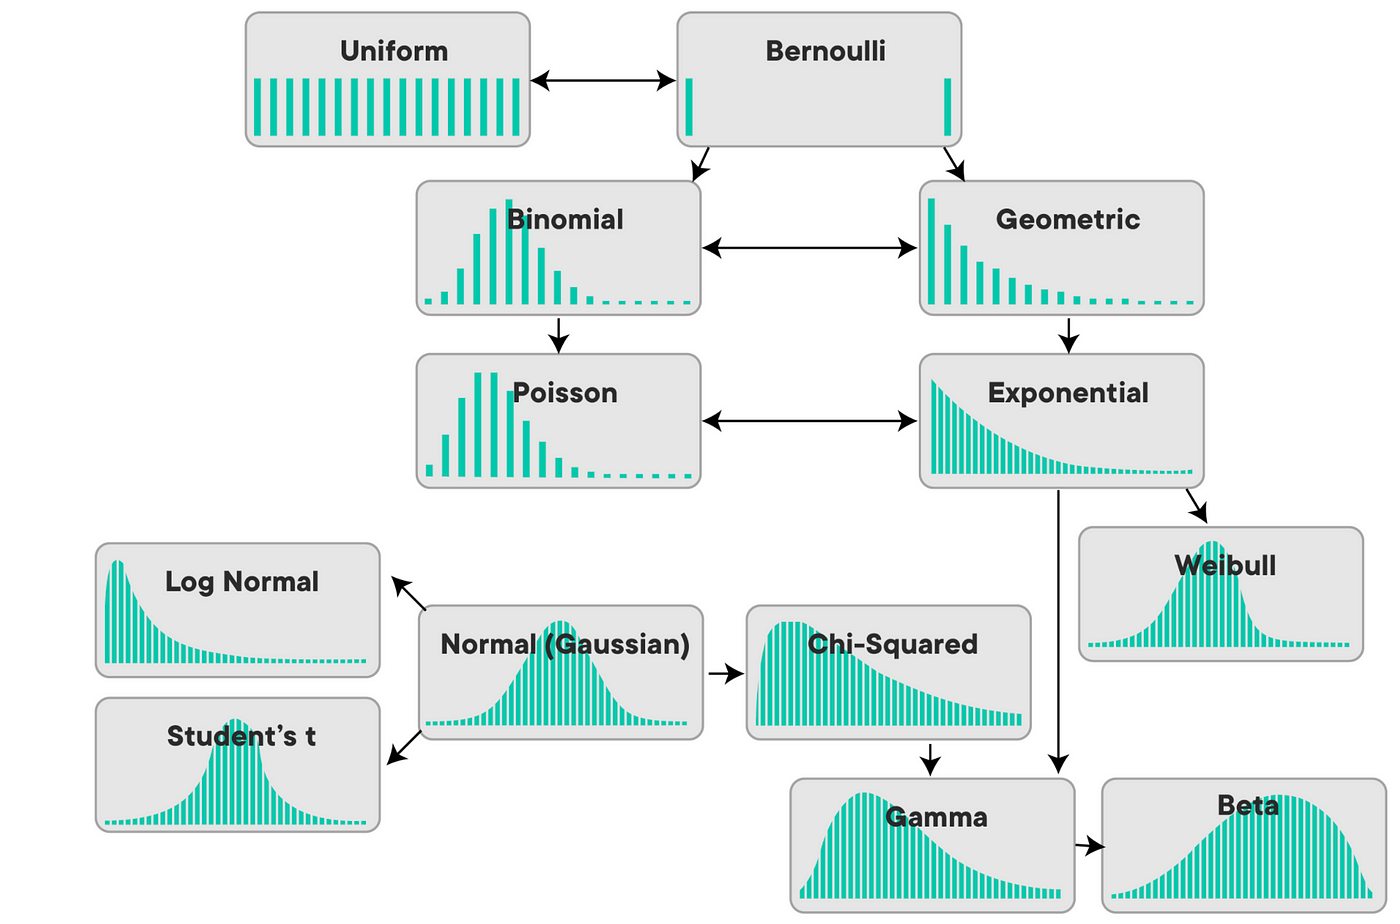 Uniform
Bernoulli
Binomial
Geometric
Poisson
Exponential
Log Normal
Normal (Gaussian)
Chi-Squared
Weibull
Student’s t
Gamma
Beta